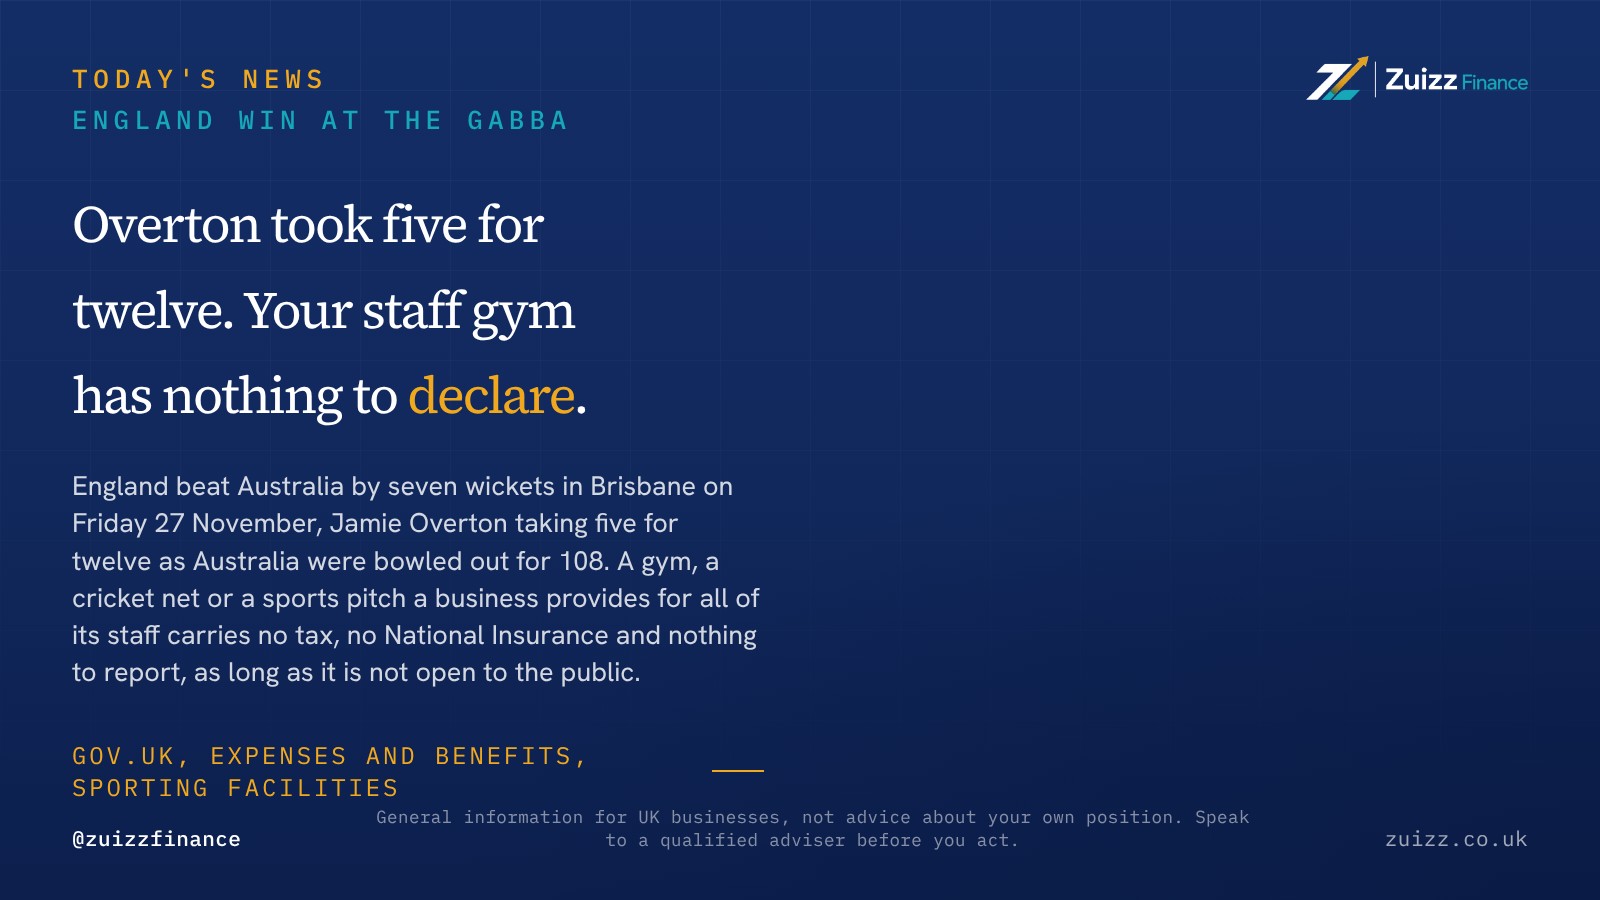 TODAY'S NEWS
ENGLAND WIN AT THE GABBA
Zuizz Finance
Overton took five for
twelve. Your staff gym
has nothing to declare.
England beat Australia by seven wickets in Brisbane on
Friday 27 November, Jamie Overton taking five for
twelve as Australia were bowled out for 108. A gym, a
cricket net or a sports pitch a business provides for all of
its staff carries no tax, no National Insurance and nothing
to report, as long as it is not open to the public.
GOV.UK, EXPENSES AND BENEFITS,
SPORTING FACILITIES
General information for UK businesses, not advice about your own position. Speak
to a qualified adviser before you act.
@zuizzfinance
zuizz.co.uk